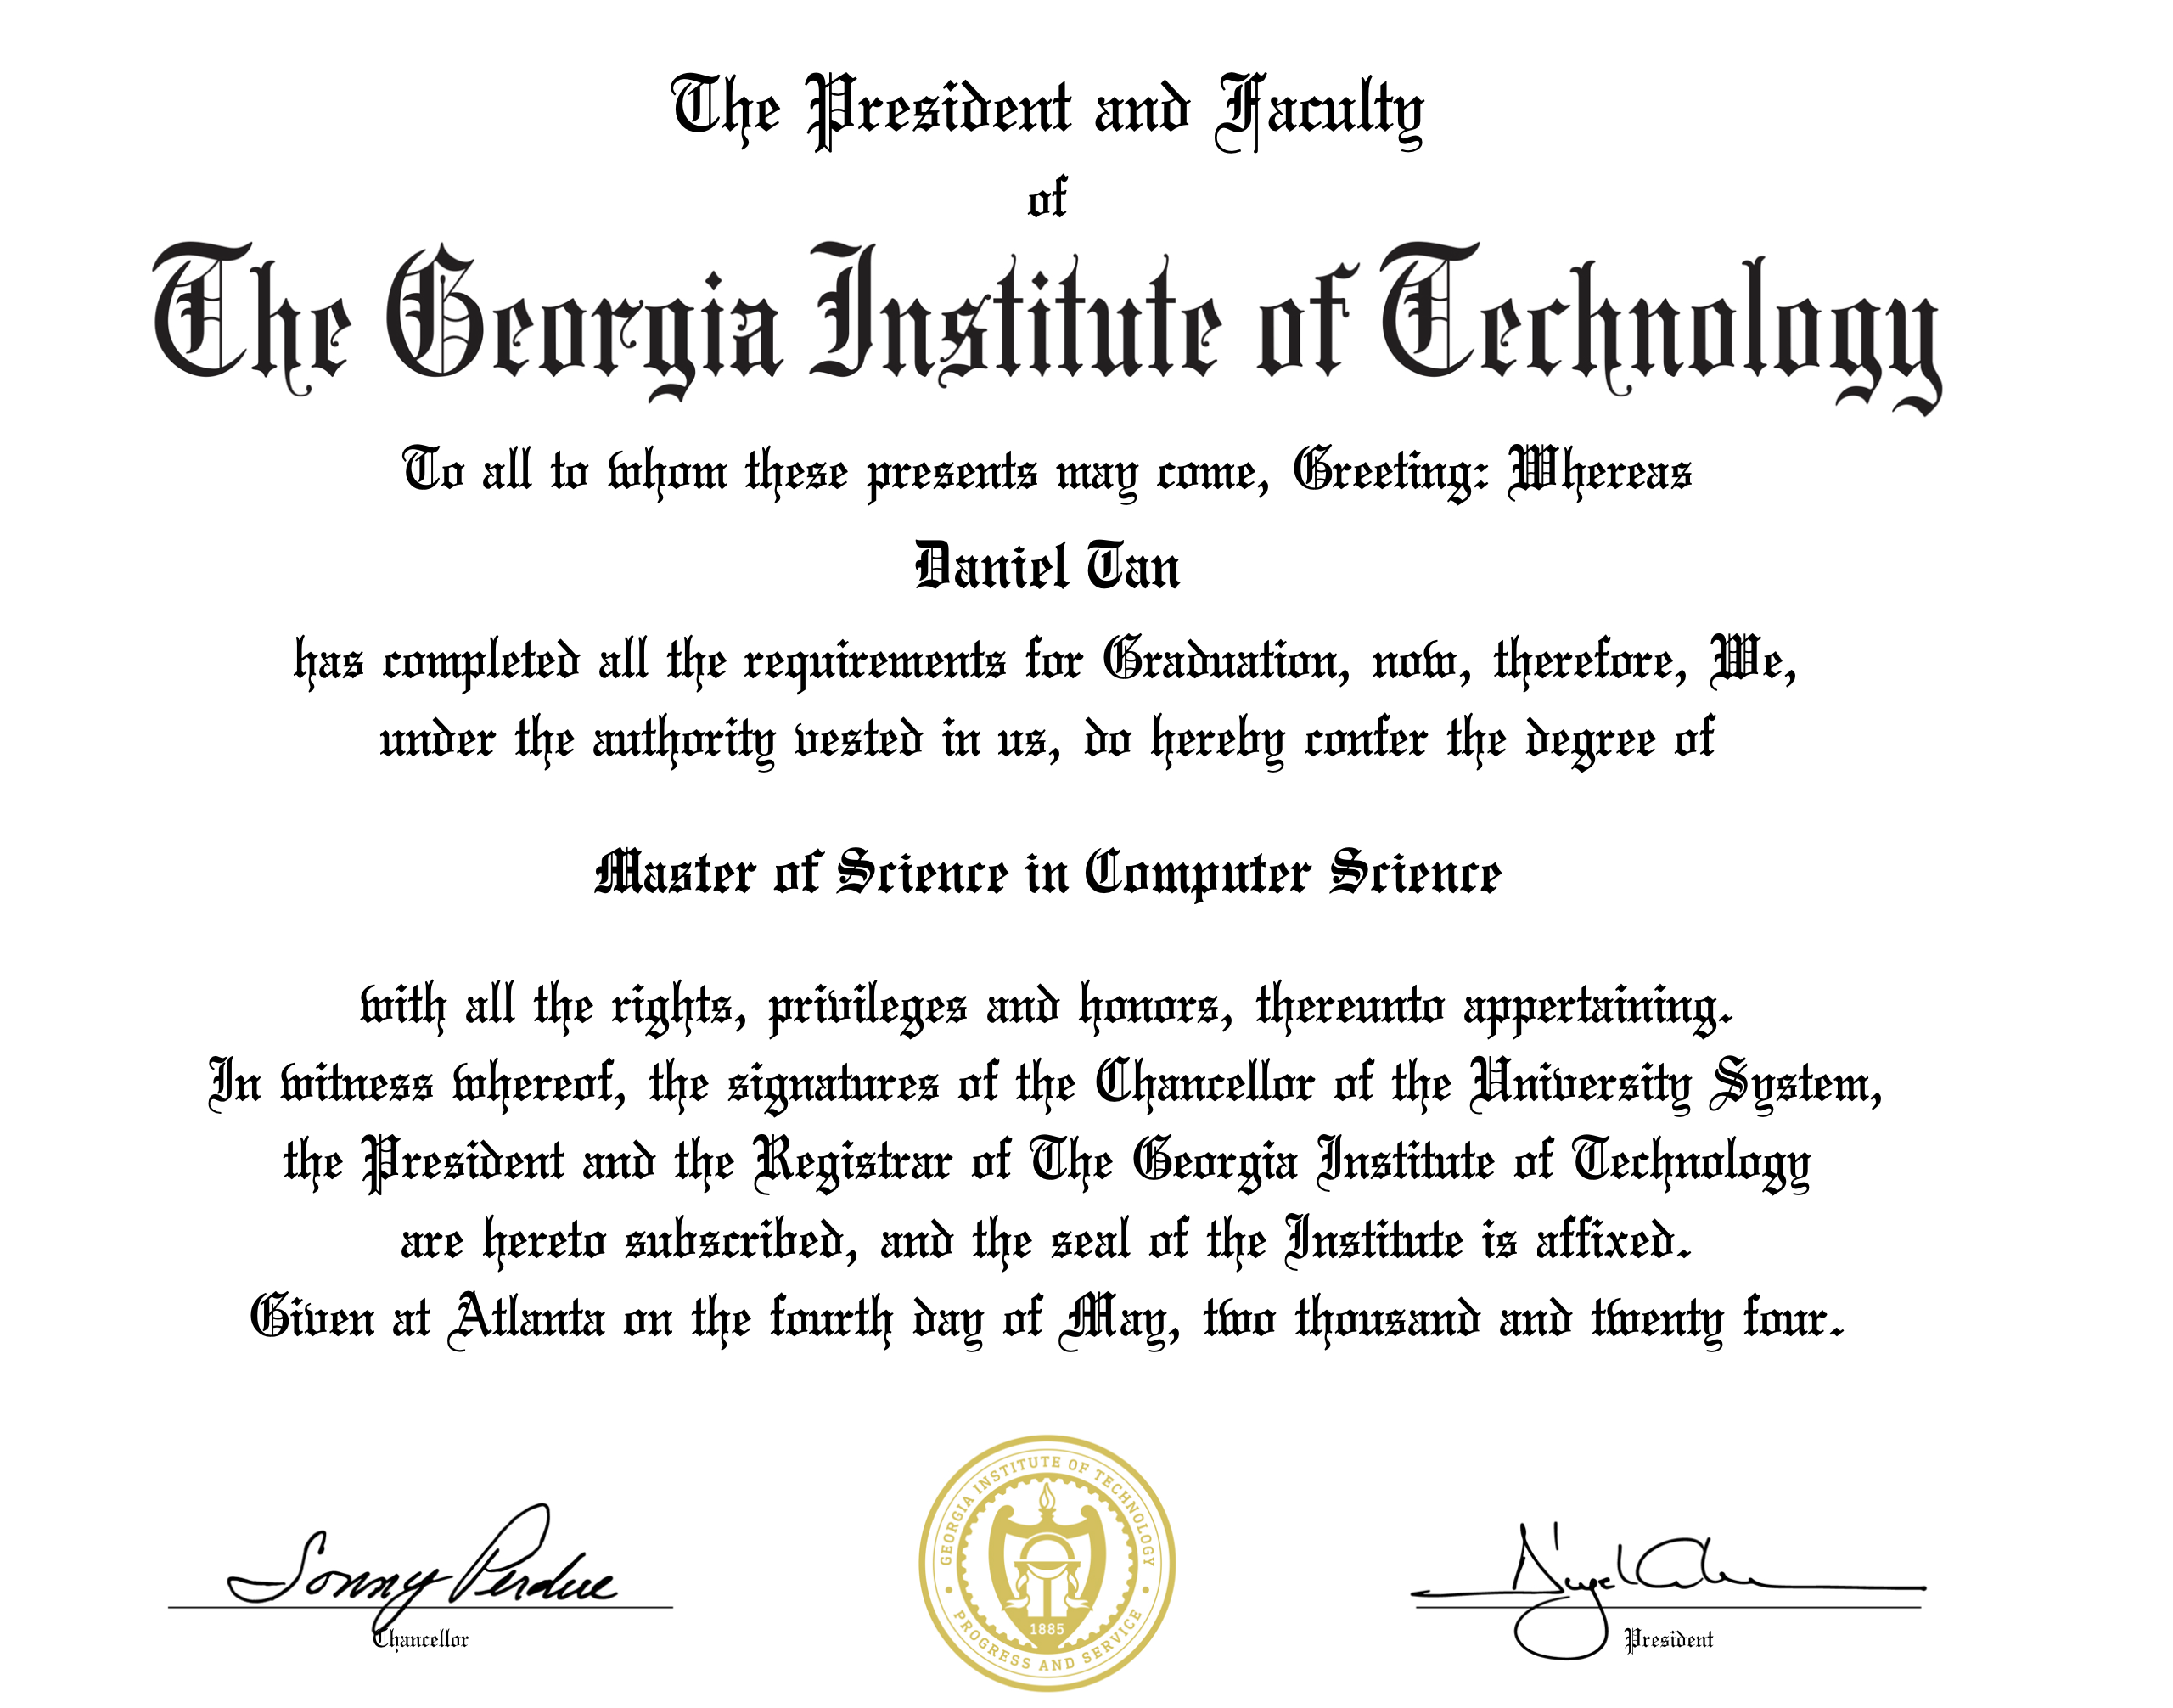 The President and Faculty
of
The Georgia Institute of Technology
To all to whom these presents may come, Greeting: Whereas
Daniel Tan
has completed all the requirements for Graduation, now, therefore, We,
under the authority vested in us, do hereby confer the degree of
Master of Science in Computer Science
with all the rights, privileges and honors, thereunto appertaining.
In witness whereof, the signatures of the Chancellor of the University System,
the President and the Registrar of The Georgia Institute of Technology
are hereto subscribed, and the seal of the Institute is affixed.
Given at Atlanta on the fourth day of May, two thousand and twenty four.
Sonny Perdue
Chancellor
GEORGIA INSTITUTE OF TECHNOLOGY
1885
PROGRESS AND SERVICE
President